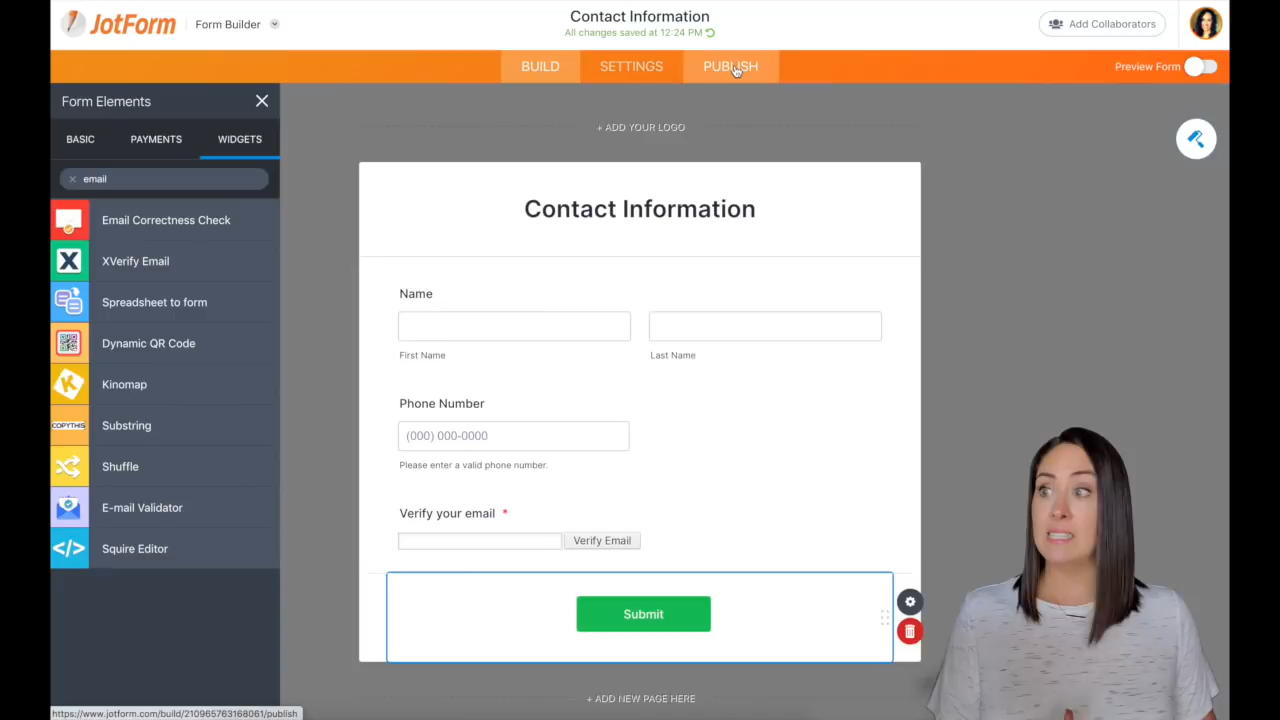 JotForm
Form Builder
Contact Information
All changes saved at 12:24 PM
Add Collaborators
BUILD
SETTINGS
PUBLISH
Preview Form
Form Elements
BASIC
PAYMENTS
WIDGETS
email
Email Correctness Check
XVerify Email
Spreadsheet to form
Dynamic QR Code
Kinomap
COPYTHIS
Substring
Shuffle
E-mail Validator
Squire Editor
+ ADD YOUR LOGO
Contact Information
Name
First Name
Last Name
Phone Number
(000) 000-0000
Please enter a valid phone number.
Verify your email *
Verify Email
Submit
+ ADD NEW PAGE HERE
https://www.jotform.com/build/210965763168061/publish